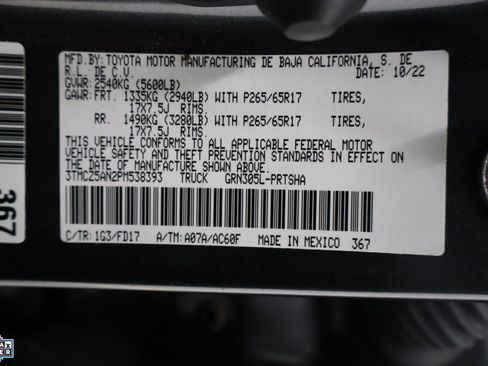 MFD.BY: TOYOTA MOTOR MANUFACTURING DE BAJA CALIFORNIA, S. DE
R.L. DE C.V. DATE: 10/22
GVWR: 2540KG (5600LB)
GAWR: FRT. 1335KG (2940LB) WITH P265/65R17 TIRES,
17X7.5J RIMS.
RR. 1490KG (3280LB) WITH P265/65R17 TIRES,
17X7.5J RIMS.
THIS VEHICLE CONFORMS TO ALL APPLICABLE FEDERAL MOTOR
VEHICLE SAFETY AND THEFT PREVENTION STANDARDS IN EFFECT ON
THE DATE OF MANUFACTURE SHOWN ABOVE.
3TMCZ5AN2PM538393 TRUCK GRN305L-PRTSHA
C/TR: 1G3/FD17 A/TM: A07A/AC60F MADE IN MEXICO 367
367